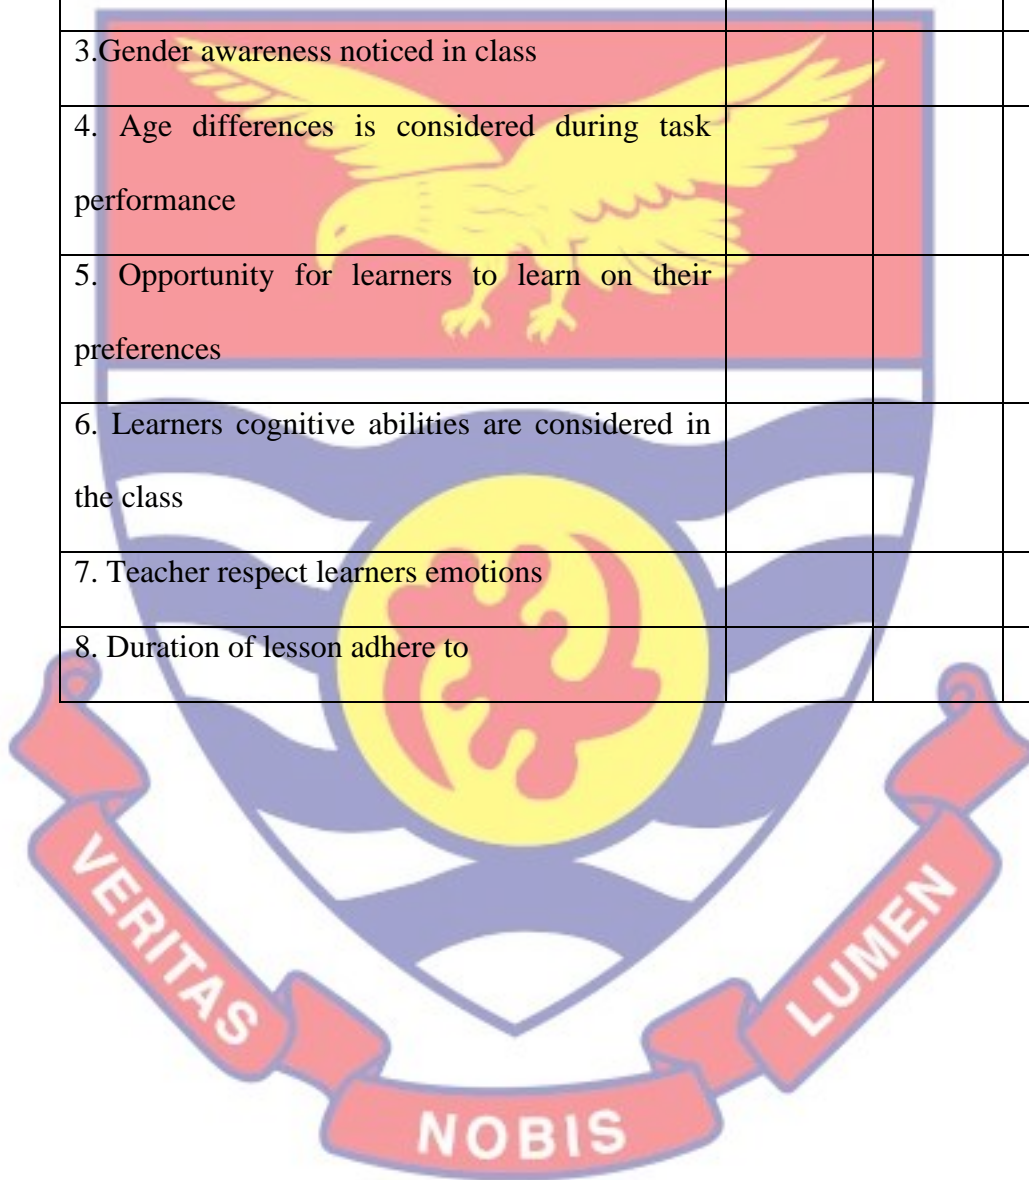 3.Gender awareness noticed in class
4. Age differences is considered during task
performance
5. Opportunity for learners to learn on their
preferences
6. Learners cognitive abilities are considered in
the class
7. Teacher respect learners emotions
8. Duration of lesson adhere to
VERITAS
NOBIS
LUMEN